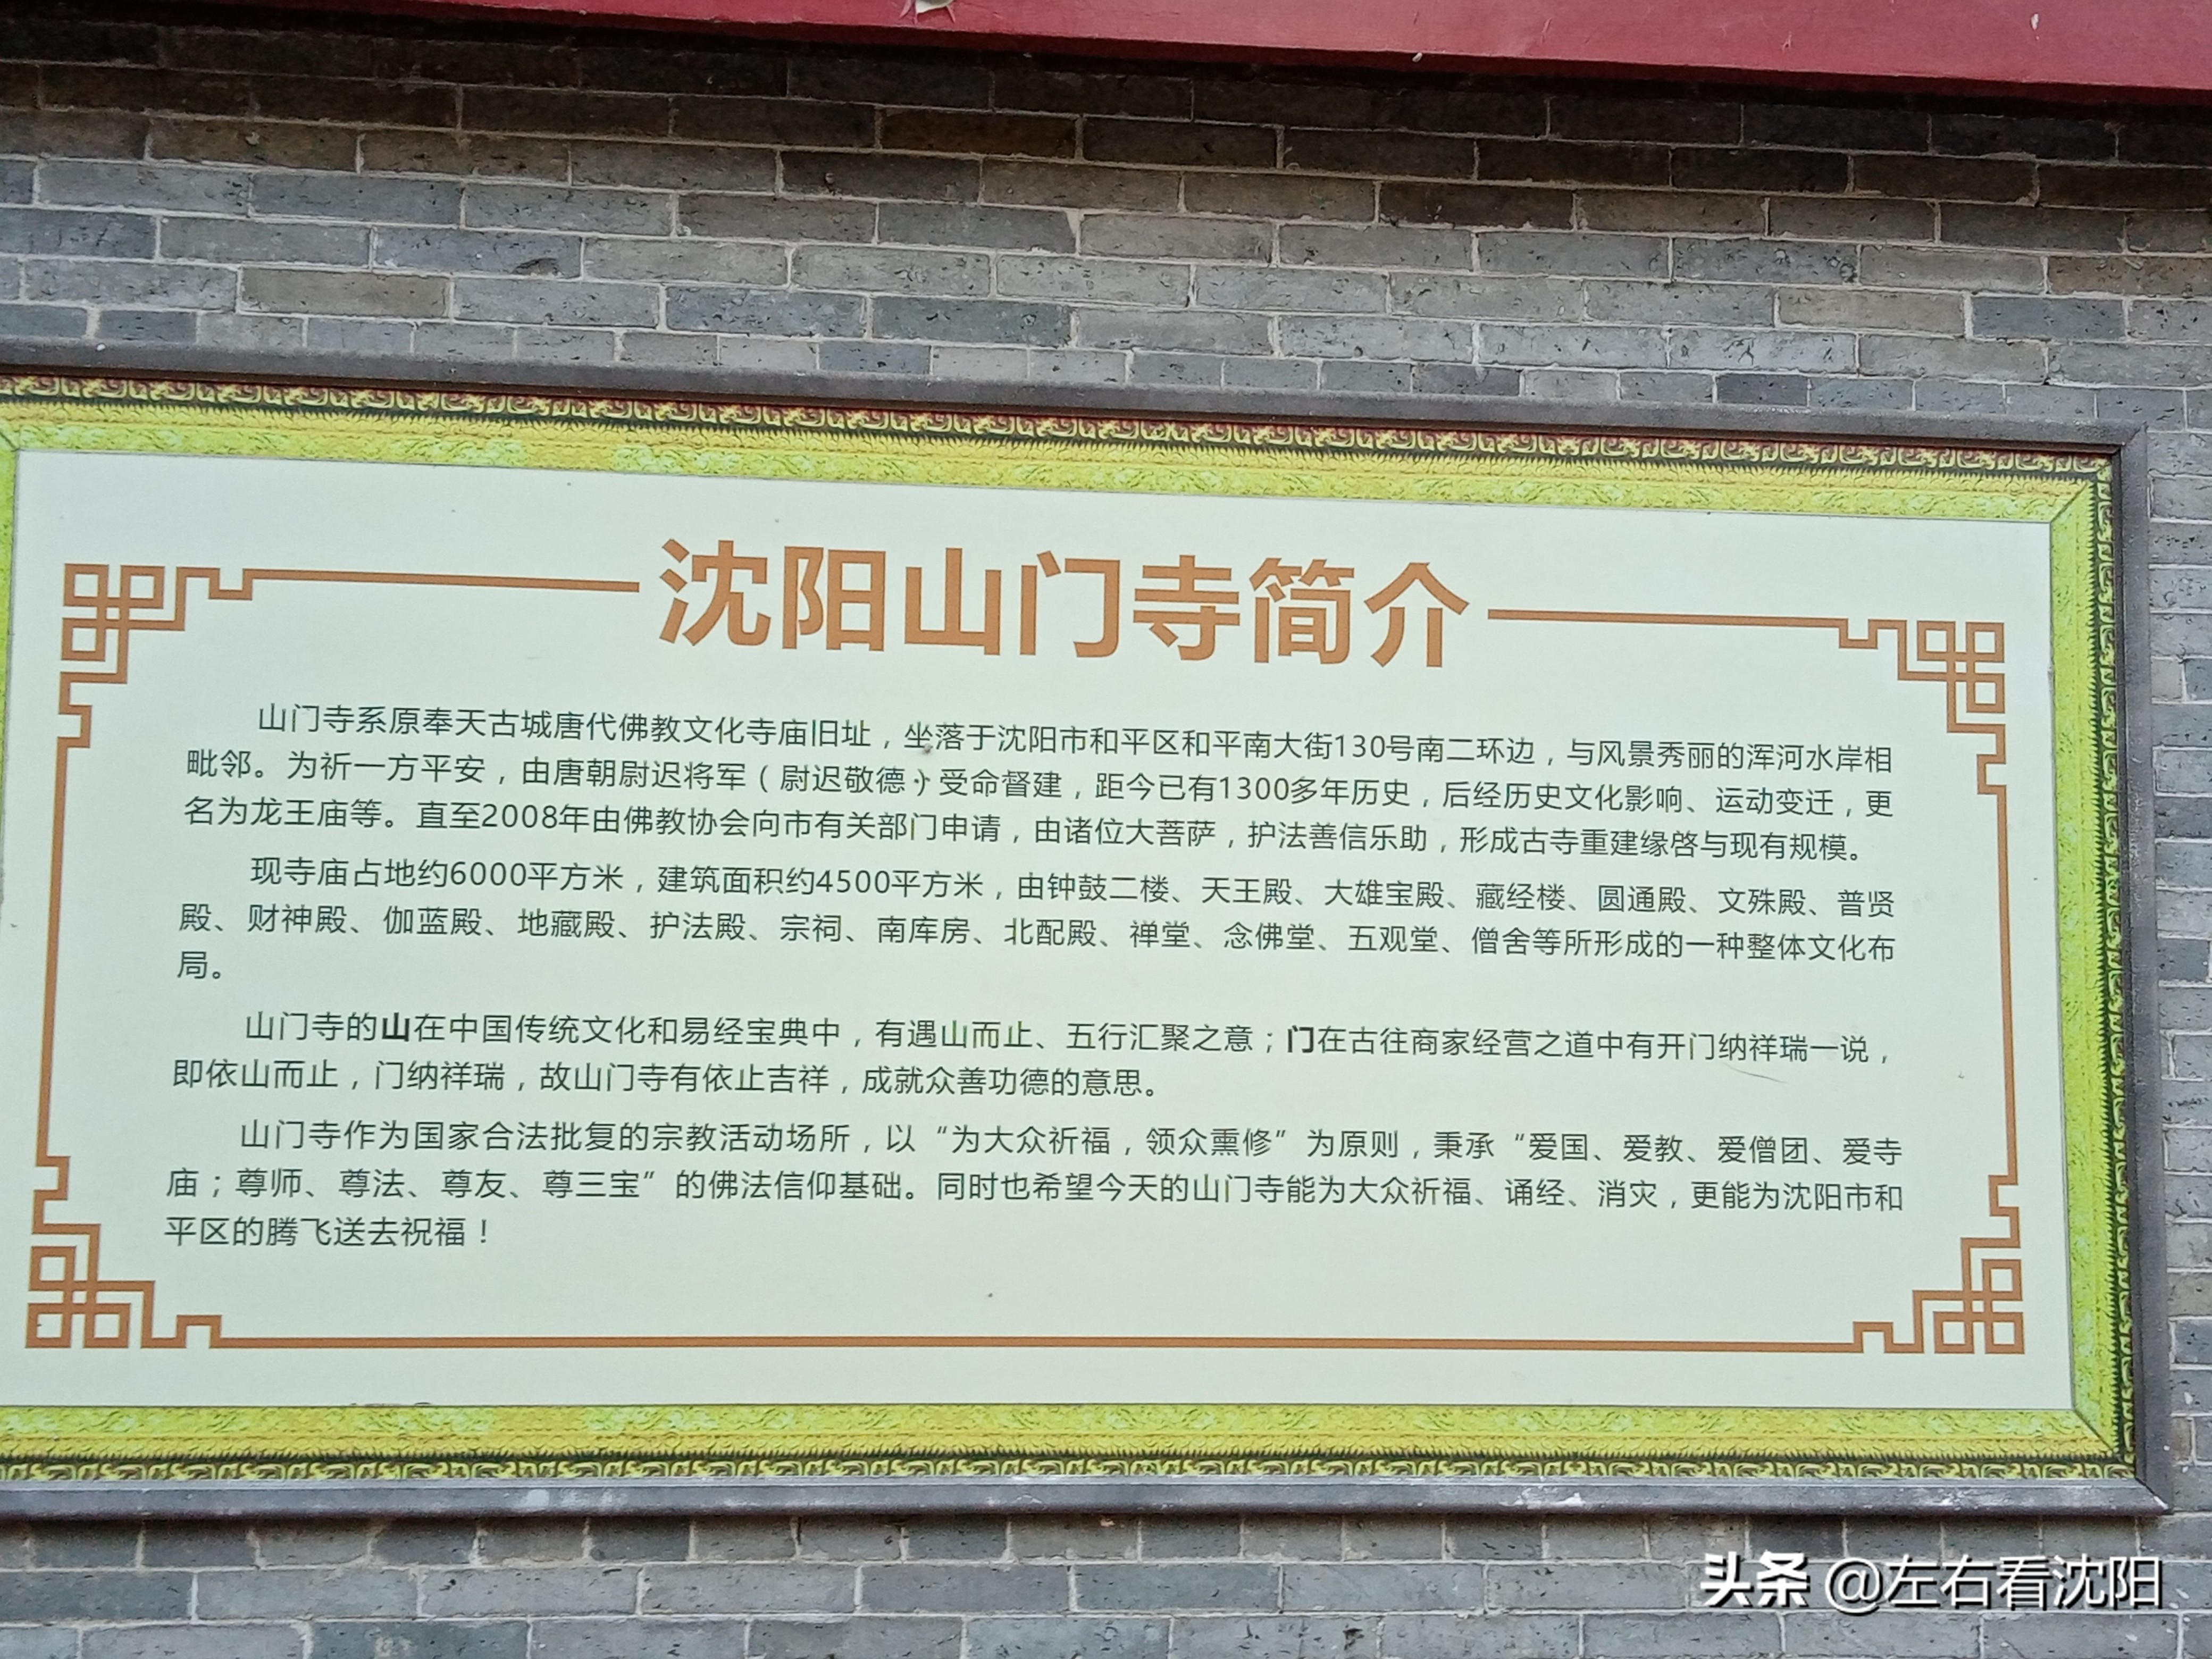 沈阳山门寺简介
山门寺系原奉天古城唐代佛教文化寺庙旧址，坐落于沈阳市和平区和平南大街130号南二环边，与风景秀丽的浑河水岸相
毗邻。为祈一方平安，由唐朝尉迟将军（尉迟敬德）受命督建，距今已有1300多年历史，后经历史文化影响、运动变迁，更
名为龙王庙等。直至2008年由佛教协会向市有关部门申请，由诸位大菩萨，护法善信乐助，形成古寺重建缘啓与现有规模。
现寺庙占地约6000平方米，建筑面积约4500平方米，由钟鼓二楼、天王殿、大雄宝殿、藏经楼、圆通殿、文殊殿、普贤
殿、财神殿、伽蓝殿、地藏殿、护法殿、宗祠、南库房、北配殿、禅堂、念佛堂、五观堂、僧舍等所形成的一种整体文化布
局。
山门寺的山在中国传统文化和易经宝典中，有遇山而止、五行汇聚之意；门在古往商家经营之道中有开门纳祥瑞一说，
即依山而止，门纳祥瑞，故山门寺有依止吉祥，成就众善功德的意思。
山门寺作为国家合法批复的宗教活动场所，以“为大众祈福，领众熏修”为原则，秉承“爱国、爱教、爱僧团、爱寺
庙；尊师、尊法、尊友、尊三宝”的佛法信仰基础。同时也希望今天的山门寺能为大众祈福、诵经、消灾，更能为沈阳市和
平区的腾飞送去祝福！
头条 @左右看沈阳